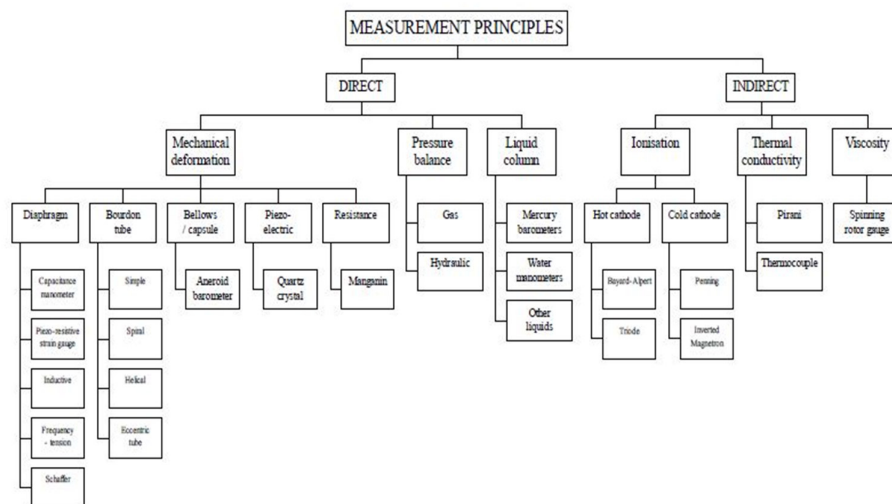 MEASUREMENT PRINCIPLES
DIRECT
INDIRECT
Mechanical
deformation
Pressure
balance
Liquid
column
Ionisation
Thermal
conductivity
Viscosity
Diaphragm
Bourdon
tube
Bellows
/ capsule
Piezo-
electric
Resistance
Gas
Mercury
barometers
Hot cathode
Cold cathode
Pirani
Spinning
rotor gauge
Capacitance
manometer
Simple
Aneroid
barometer
Quartz
crystal
Manganin
Hydraulic
Water
manometers
Bayard-Alpert
Penning
Thermocouple
Piezo-resistive
strain gauge
Spiral
Other
liquids
Triode
Inverted
Magnetron
Inductive
Helical
Frequency
- tension
Eccentric
tube
Schaffer